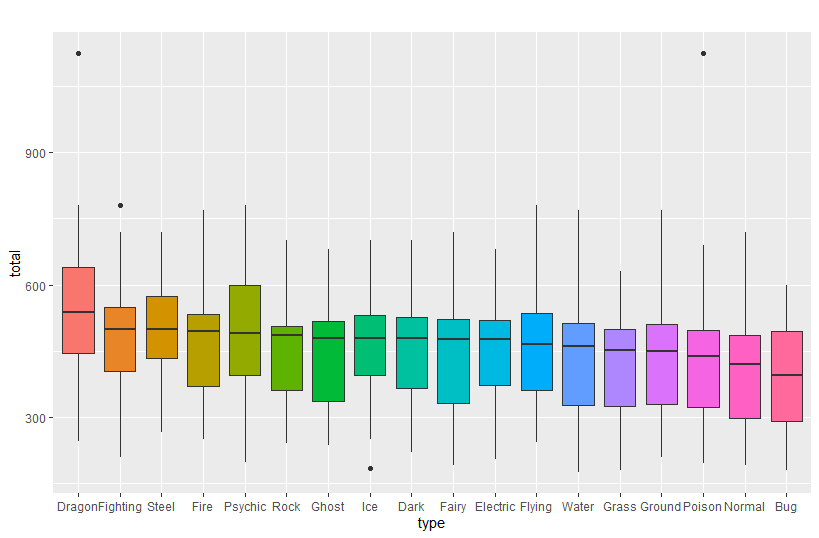 900
600
300
total
Dragon Fighting Steel Fire Psychic Rock Ghost Ice Dark Fairy Electric Flying Water Grass Ground Poison Normal Bug
type